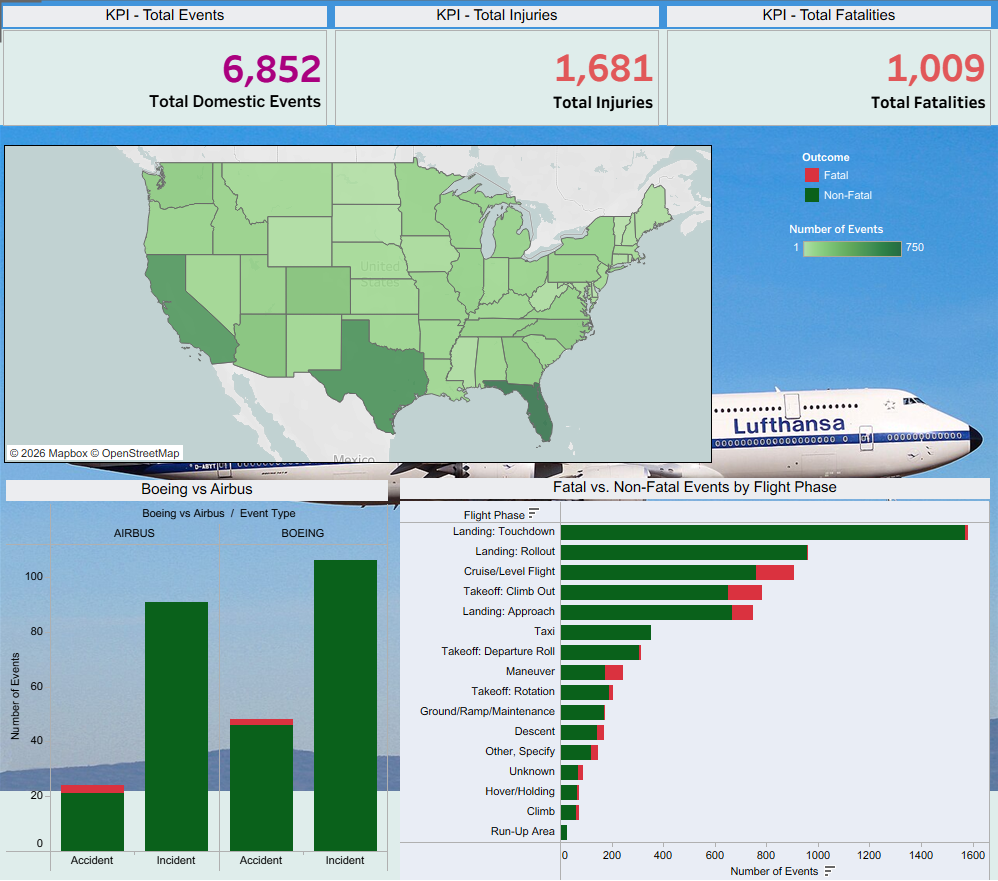 KPI - Total Events
KPI - Total Injuries
KPI - Total Fatalities
6,852
Total Domestic Events
1,681
Total Injuries
1,009
Total Fatalities
Outcome
Fatal
Non-Fatal
Number of Events
1
750
United
States
Mexico
© 2026 Mapbox © OpenStreetMap
Lufthansa
D-ABYT
Boeing vs Airbus
Boeing vs Airbus / Event Type
AIRBUS
BOEING
Number of Events
100
80
60
40
20
0
Accident
Incident
Accident
Incident
Fatal vs. Non-Fatal Events by Flight Phase
Flight Phase
Landing: Touchdown
Landing: Rollout
Cruise/Level Flight
Takeoff: Climb Out
Landing: Approach
Taxi
Takeoff: Departure Roll
Maneuver
Takeoff: Rotation
Ground/Ramp/Maintenance
Descent
Other, Specify
Unknown
Hover/Holding
Climb
Run-Up Area
0
200
400
600
800
1000
1200
1400
1600
Number of Events